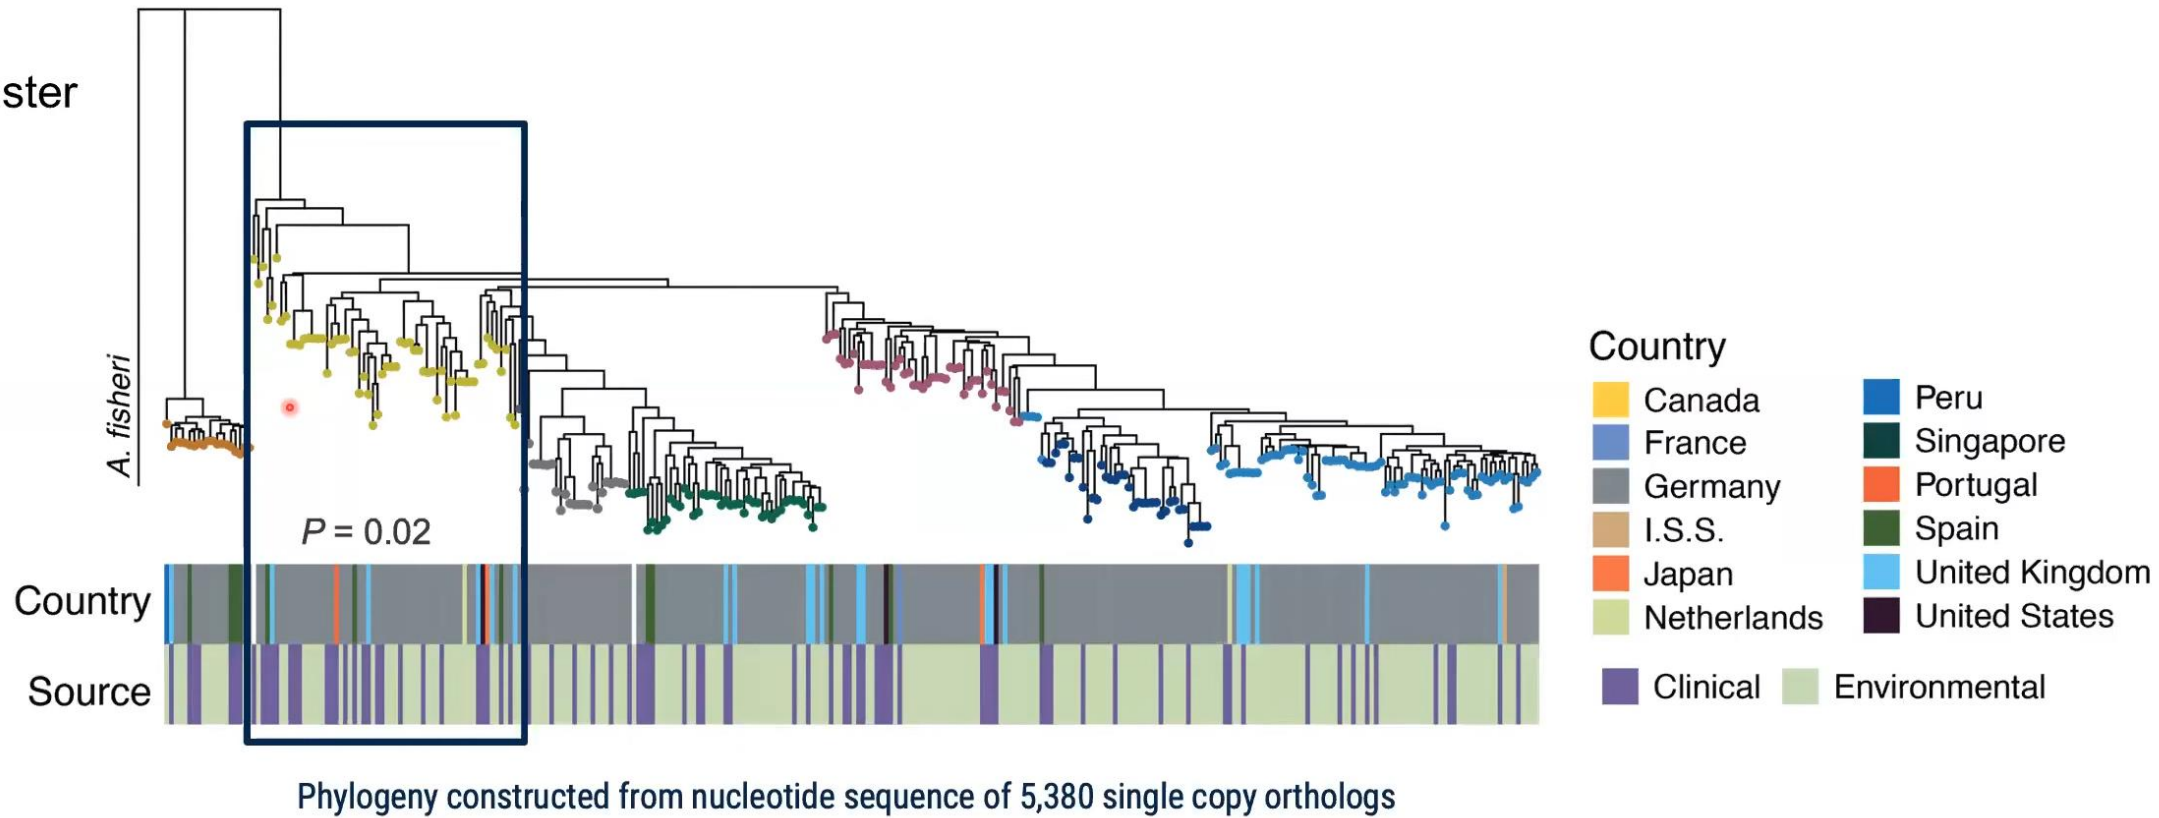 ster
A. fisheri
P = 0.02
Country
Source
Country
Canada
France
Germany
I.S.S.
Japan
Netherlands
Peru
Singapore
Portugal
Spain
United Kingdom
United States
Clinical
Environmental
Phylogeny constructed from nucleotide sequence of 5,380 single copy orthologs